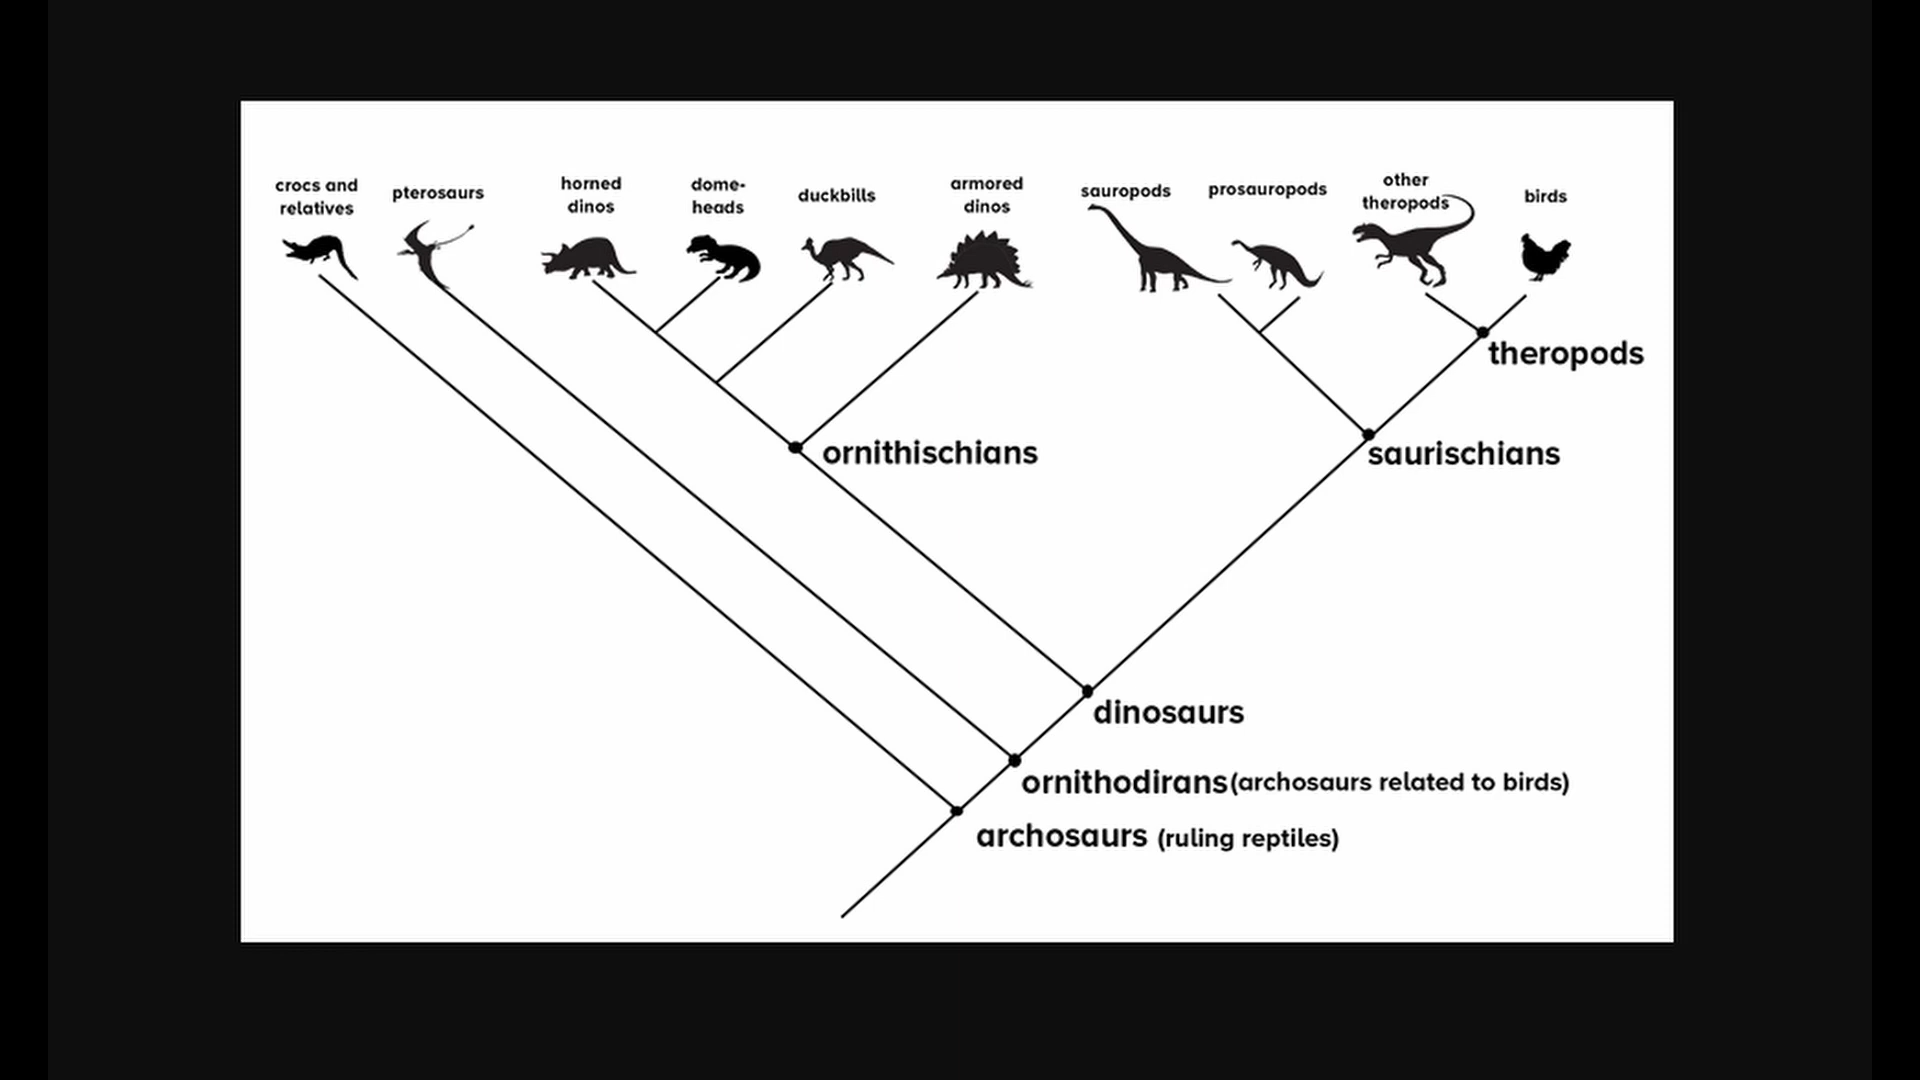 crocs and
relatives
pterosaurs
horned
dinos
dome-
heads
duckbills
armored
dinos
sauropods
prosauropods
other
theropods
birds
theropods
ornithischians
saurischians
dinosaurs
ornithodirans (archosaurs related to birds)
archosaurs (ruling reptiles)